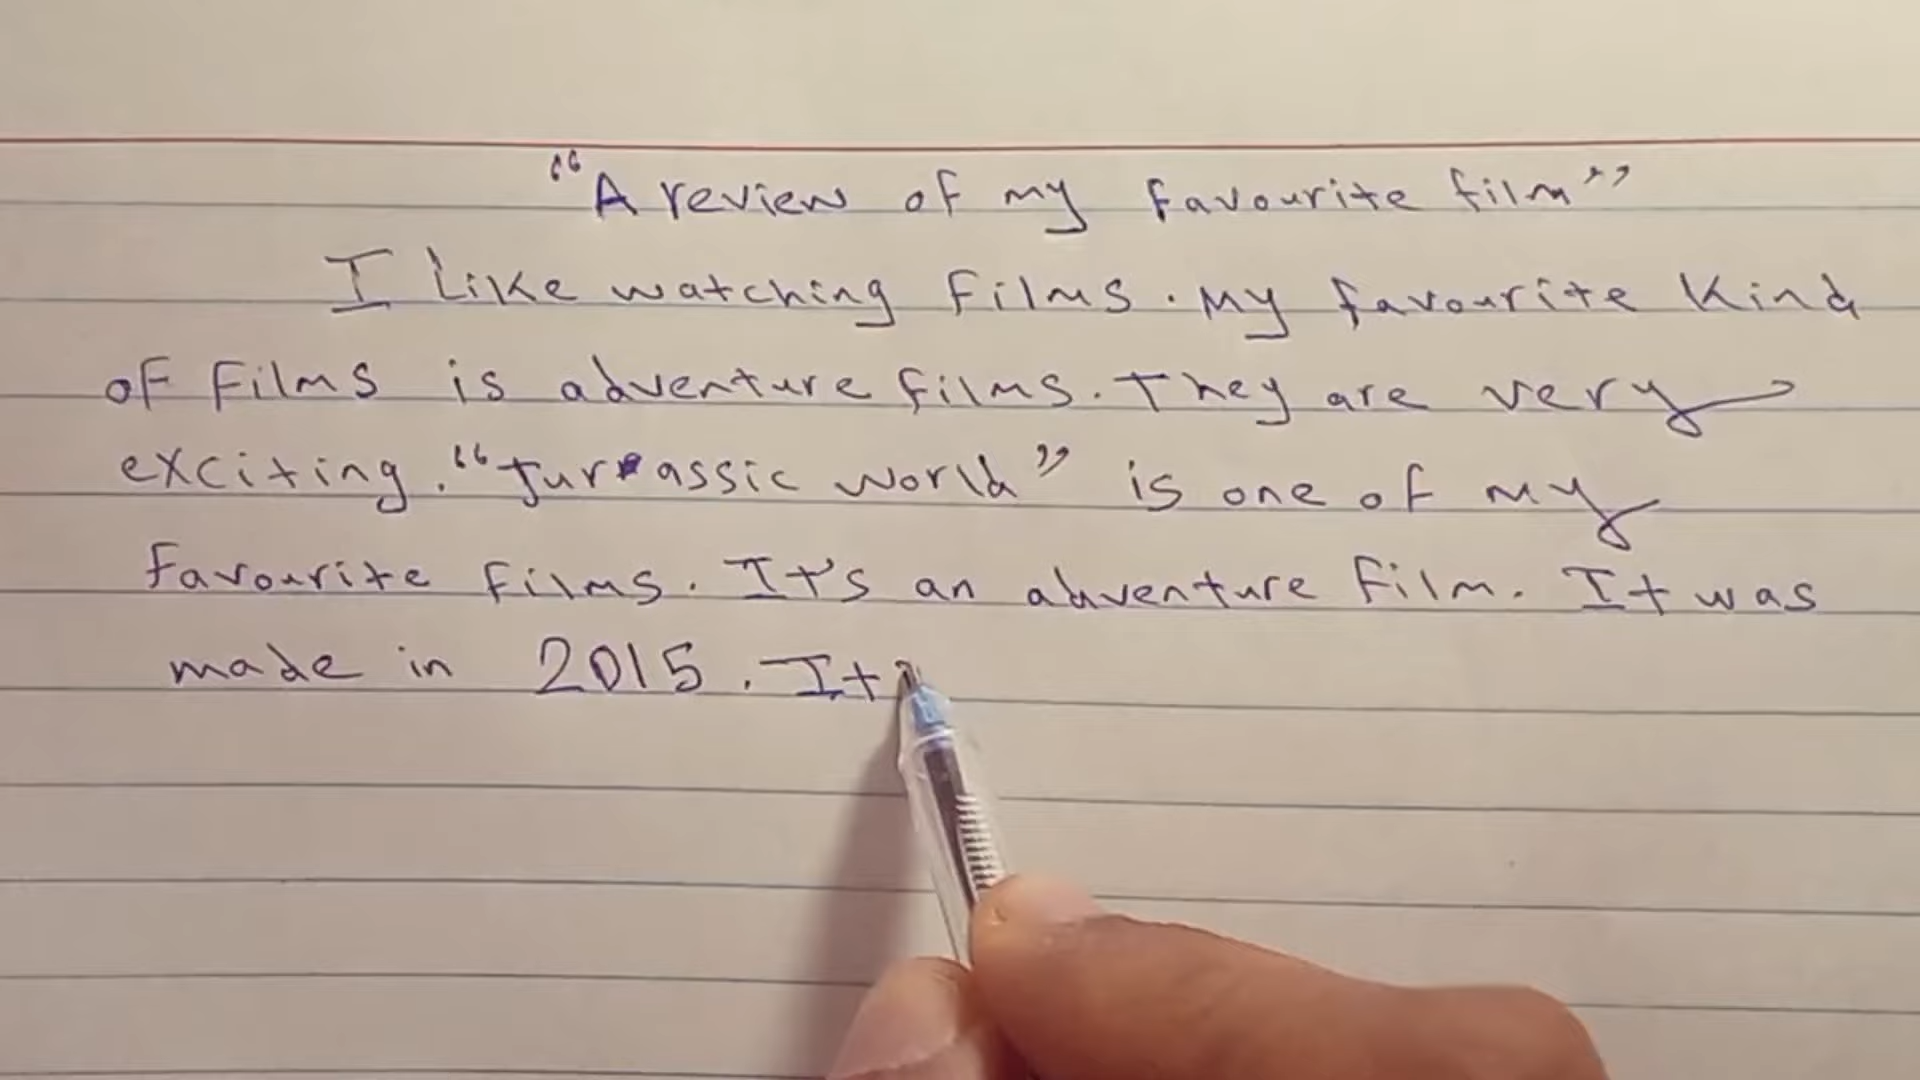 “A review of my favourite film”
I like watching films. My favourite kind
of films is adventure films. They are very
exciting. “Jurassic world” is one of my
favourite films. It's an adventure film. It was
made in 2015. It